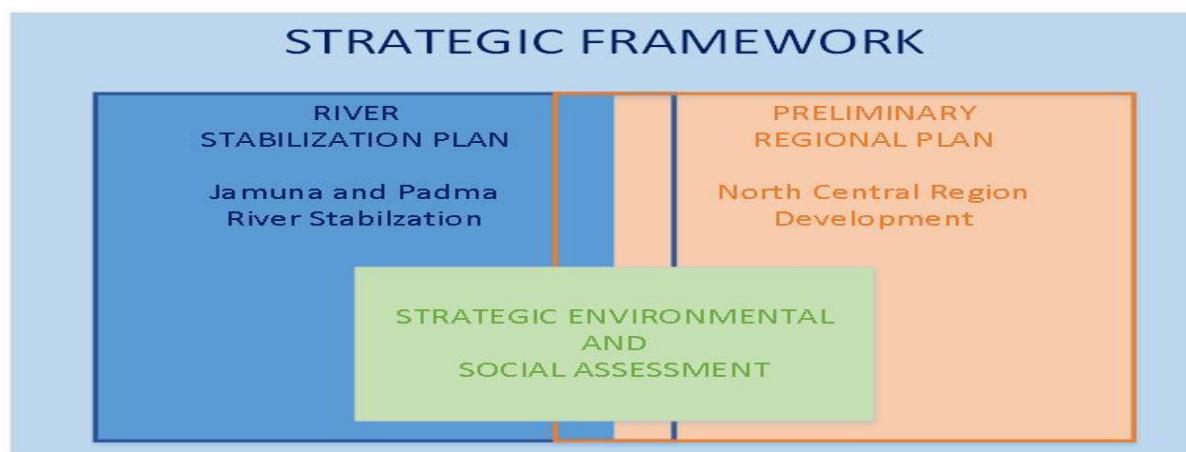 STRATEGIC FRAMEWORK
RIVER
STABILIZATION PLAN
Jamuna and Padma
River Stabilzation
PRELIMINARY
REGIONAL PLAN
North Central Region
Development
STRATEGIC ENVIRONMENTAL
AND
SOCIAL ASSESSMENT